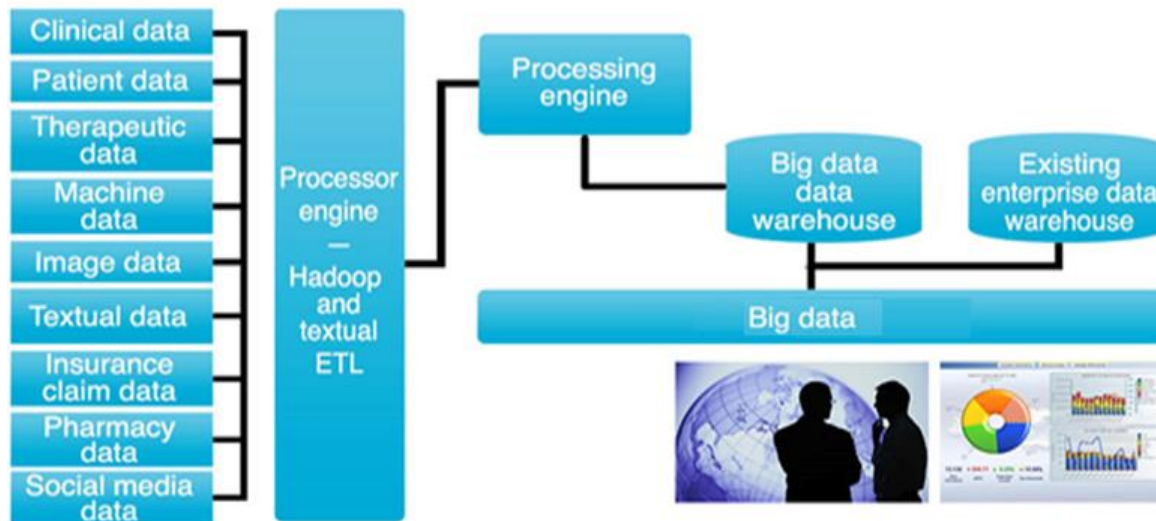 Clinical data
Patient data
Therapeutic
data
Machine
data
Image data
Textual data
Insurance
claim data
Pharmacy
data
Social media
data
Processor
engine
—
Hadoop
and
textual
ETL
Processing
engine
Big data
data
warehouse
Existing
enterprise data
warehouse
Big data